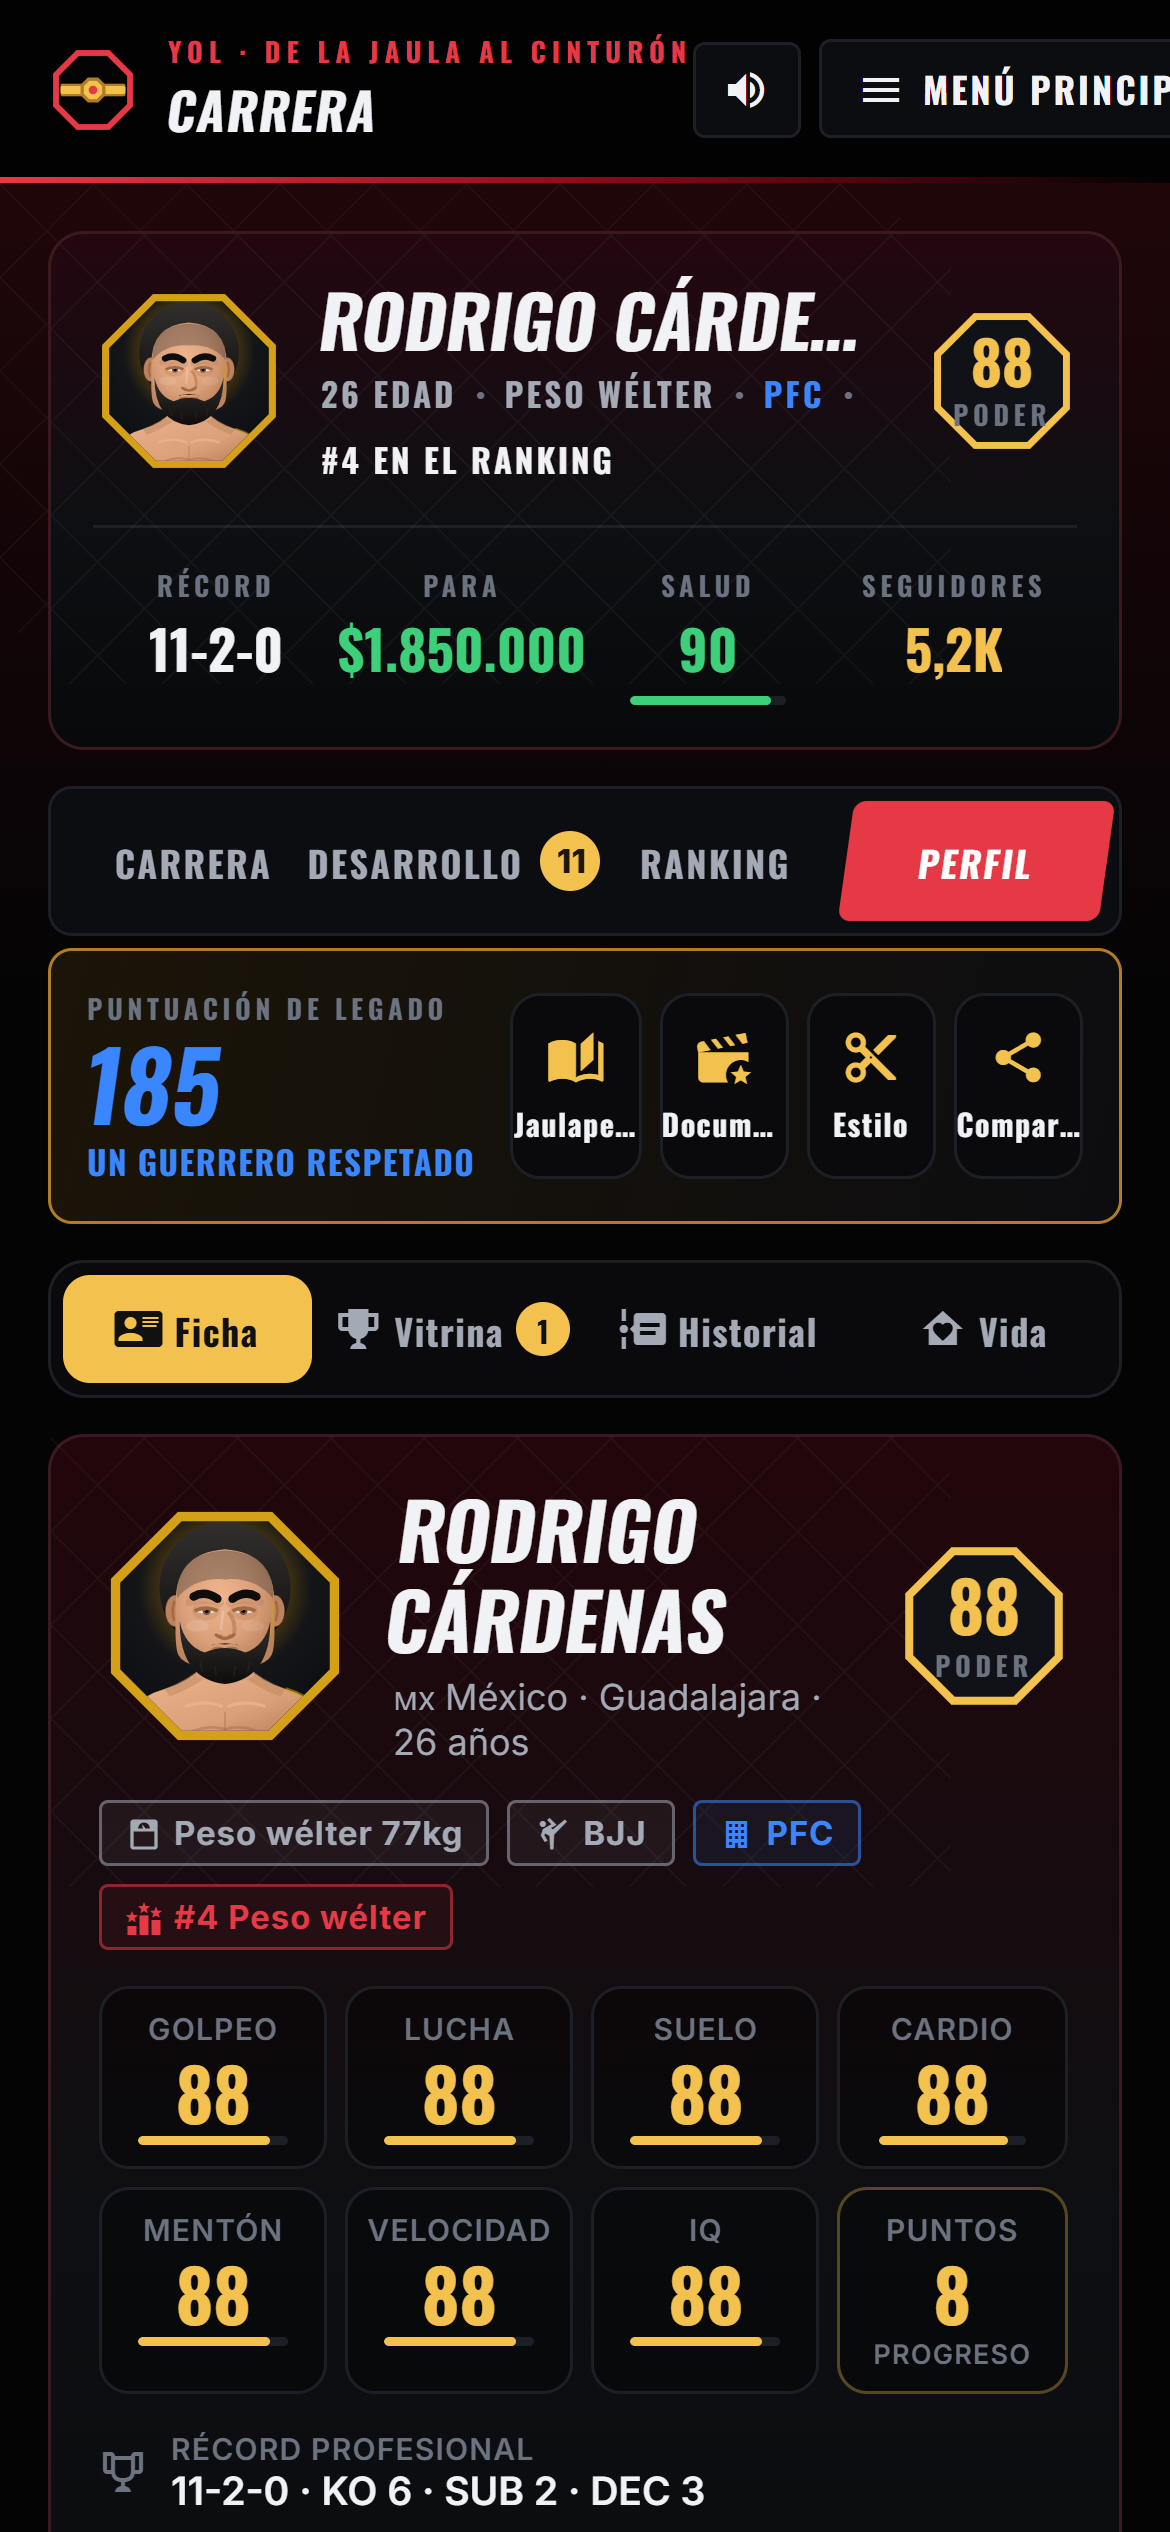 YOL · DE LA JAULA AL CINTURÓN
CARRERA
MENÚ PRINCIP
RODRIGO CÁRDE...
26 EDAD · PESO WÉLTER · PFC ·
#4 EN EL RANKING
88
PODER
RÉCORD PARA SALUD SEGUIDORES
11-2-0 $1.850.000 90 5,2K
CARRERA DESARROLLO 11 RANKING PERFIL
PUNTUACIÓN DE LEGADO
185
UN GUERRERO RESPETADO
Jaulape... Docum... Estilo Compar...
Ficha Vitrina 1 Historial Vida
RODRIGO
CÁRDENAS
MX México · Guadalajara ·
26 años
88
PODER
Peso wélter 77kg BJJ PFC
#4 Peso wélter
GOLPEO LUCHA SUELO CARDIO
88 88 88 88
MENTÓN VELOCIDAD IQ PUNTOS
88 88 88 8
PROGRESO
RÉCORD PROFESIONAL
11-2-0 · KO 6 · SUB 2 · DEC 3